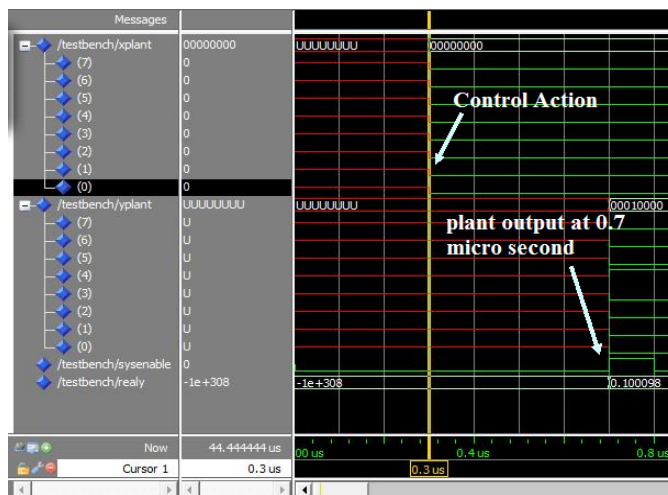 Messages
/testbench/xplant 00000000 UUUUUUUU 00000000
(7) 0
(6) 0
(5) 0
(4) 0
(3) 0
(2) 0
(1) 0
(0) 0
Control Action
/testbench/yplant UUUUUUUU UUUUUUUU 00010000
(7) U
(6) U
(5) U
(4) U
(3) U
(2) U
(1) U
(0) U
plant output at 0.7
micro second
/testbench/sysenable 0
/testbench/realy -1e+308 -1e+308 0.100098
Now 44.444444 us 00 us 0.4 us 0.8 u
Cursor 1 0.3 us 0.3 us